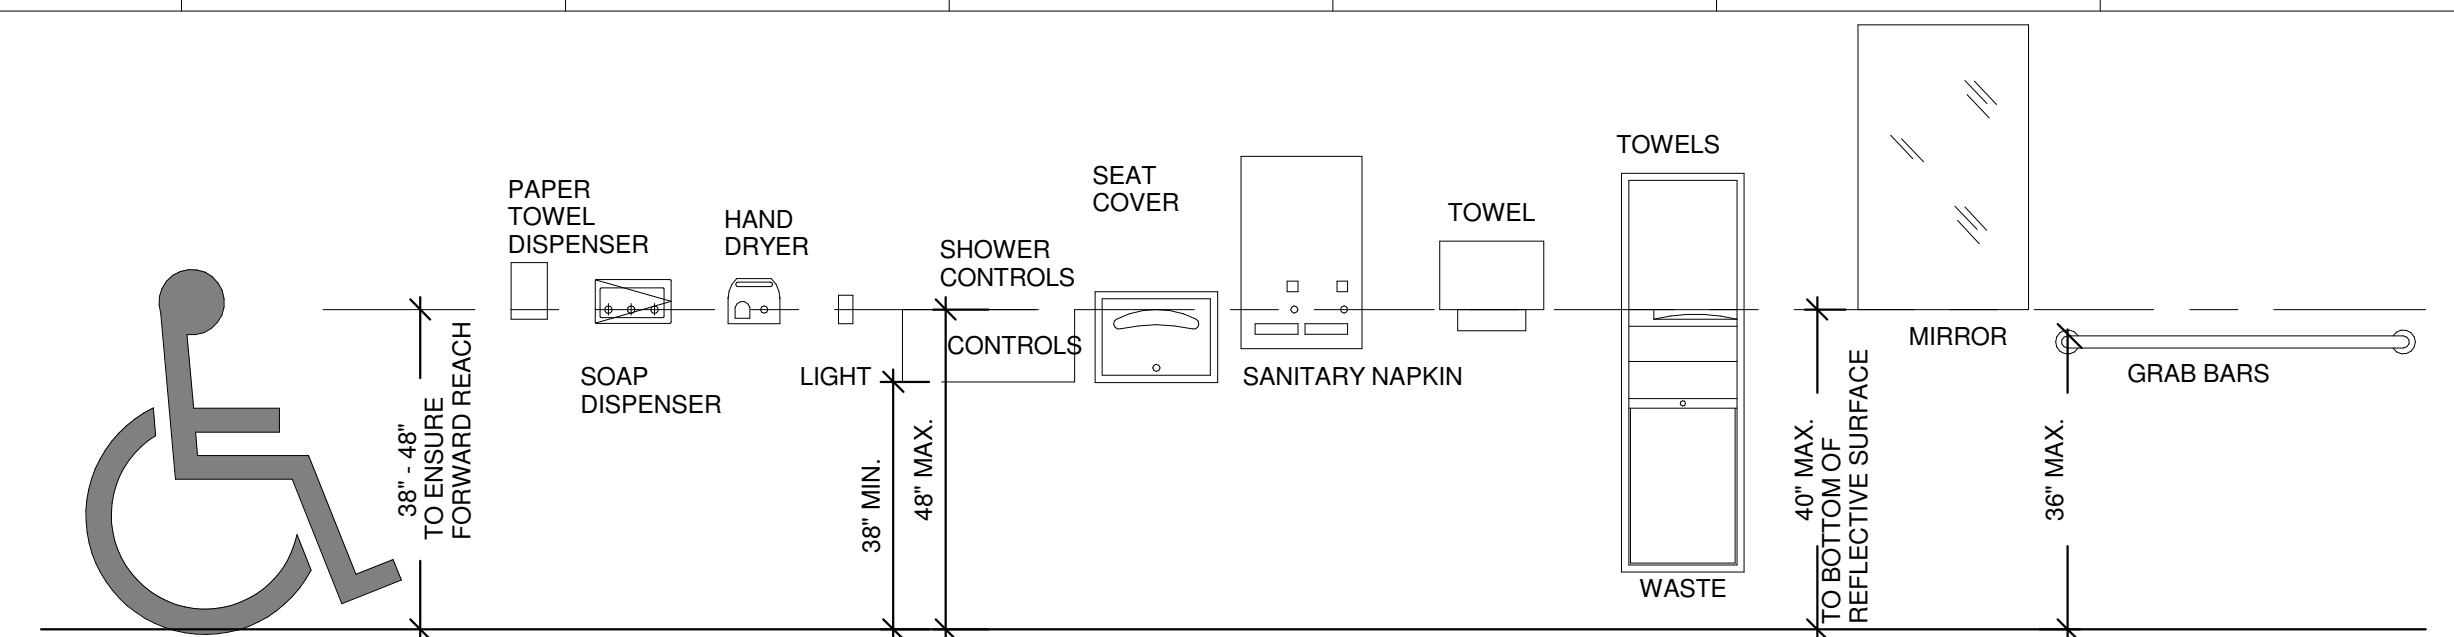 PAPER
TOWEL
DISPENSER
SOAP
DISPENSER
HAND
DRYER
LIGHT
SHOWER
CONTROLS
CONTROLS
SEAT
COVER
SANITARY NAPKIN
TOWEL
TOWELS
WASTE
MIRROR
GRAB BARS
38" - 48"
TO ENSURE
FORWARD REACH
38" MIN.
48" MAX.
40" MAX.
TO BOTTOM OF
REFLECTIVE SURFACE
36" MAX.